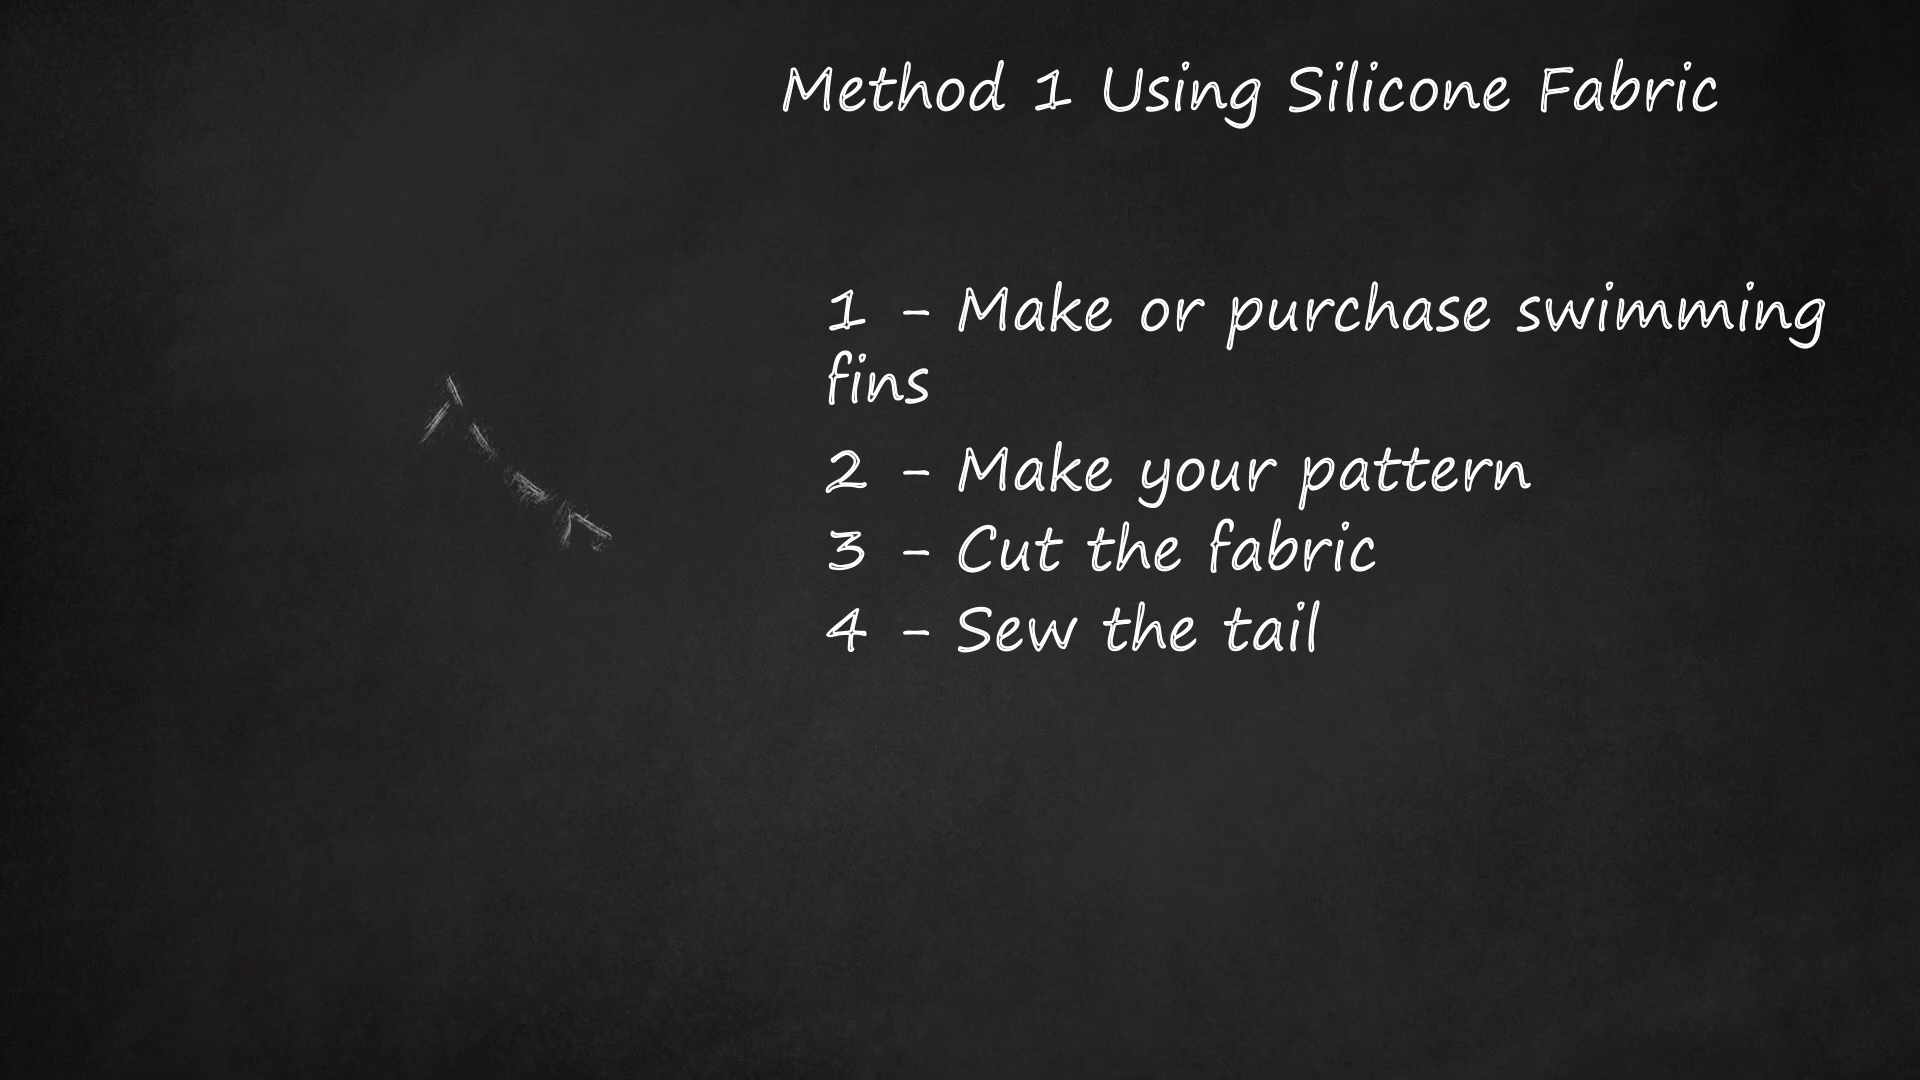 Method 1 Using Silicone Fabric
1 - Make or purchase swimming
fins
2 - Make your pattern
3 - Cut the fabric
4 - Sew the tail